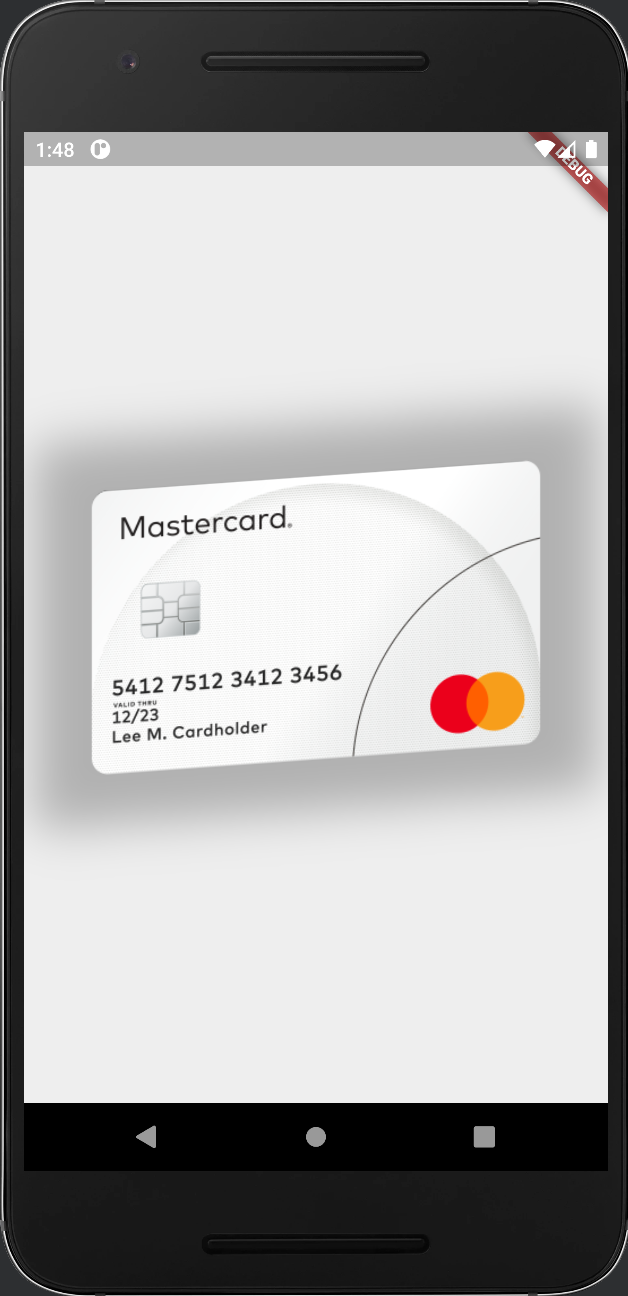 1:48
DEBUG
Mastercard.
5412 7512 3412 3456
VALID THRU
12/23
Lee M. Cardholder